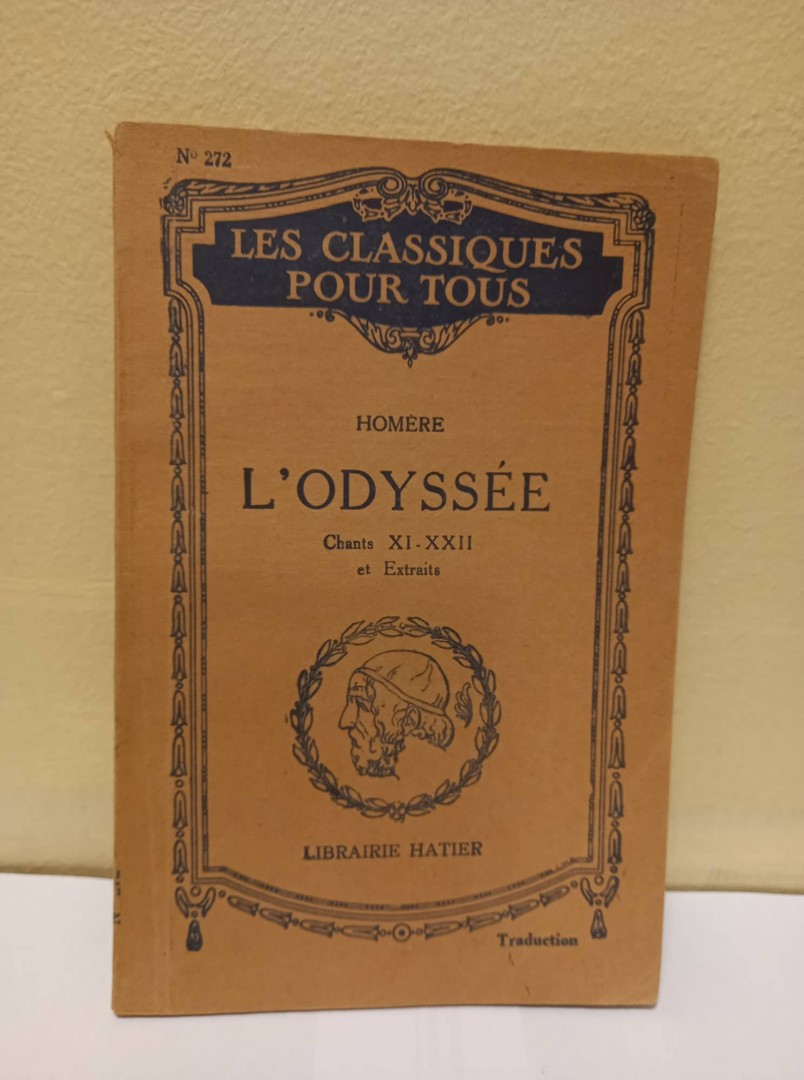 N° 272
LES CLASSIQUES
POUR TOUS
HOMÈRE
L'ODYSSÉE
Chants XI-XXII
et Extraits
LIBRAIRIE HATIER
Traduction